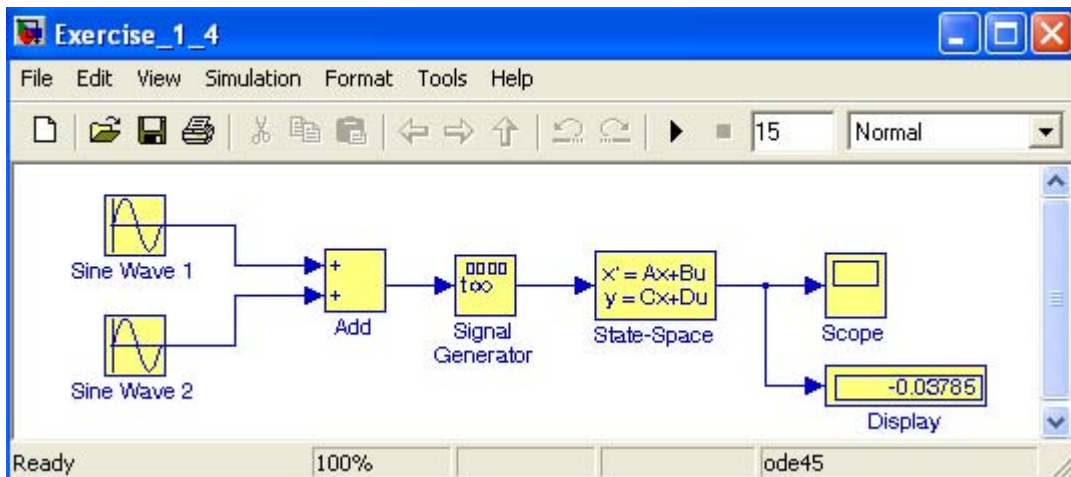 Exercise_1_4
File Edit View Simulation Format Tools Help
15 Normal
Sine Wave 1
+
+
Add
Sine Wave 2
Signal
Generator
x' = Ax+Bu
y = Cx+Du
State-Space
Scope
-0.03785
Display
Ready 100% ode45